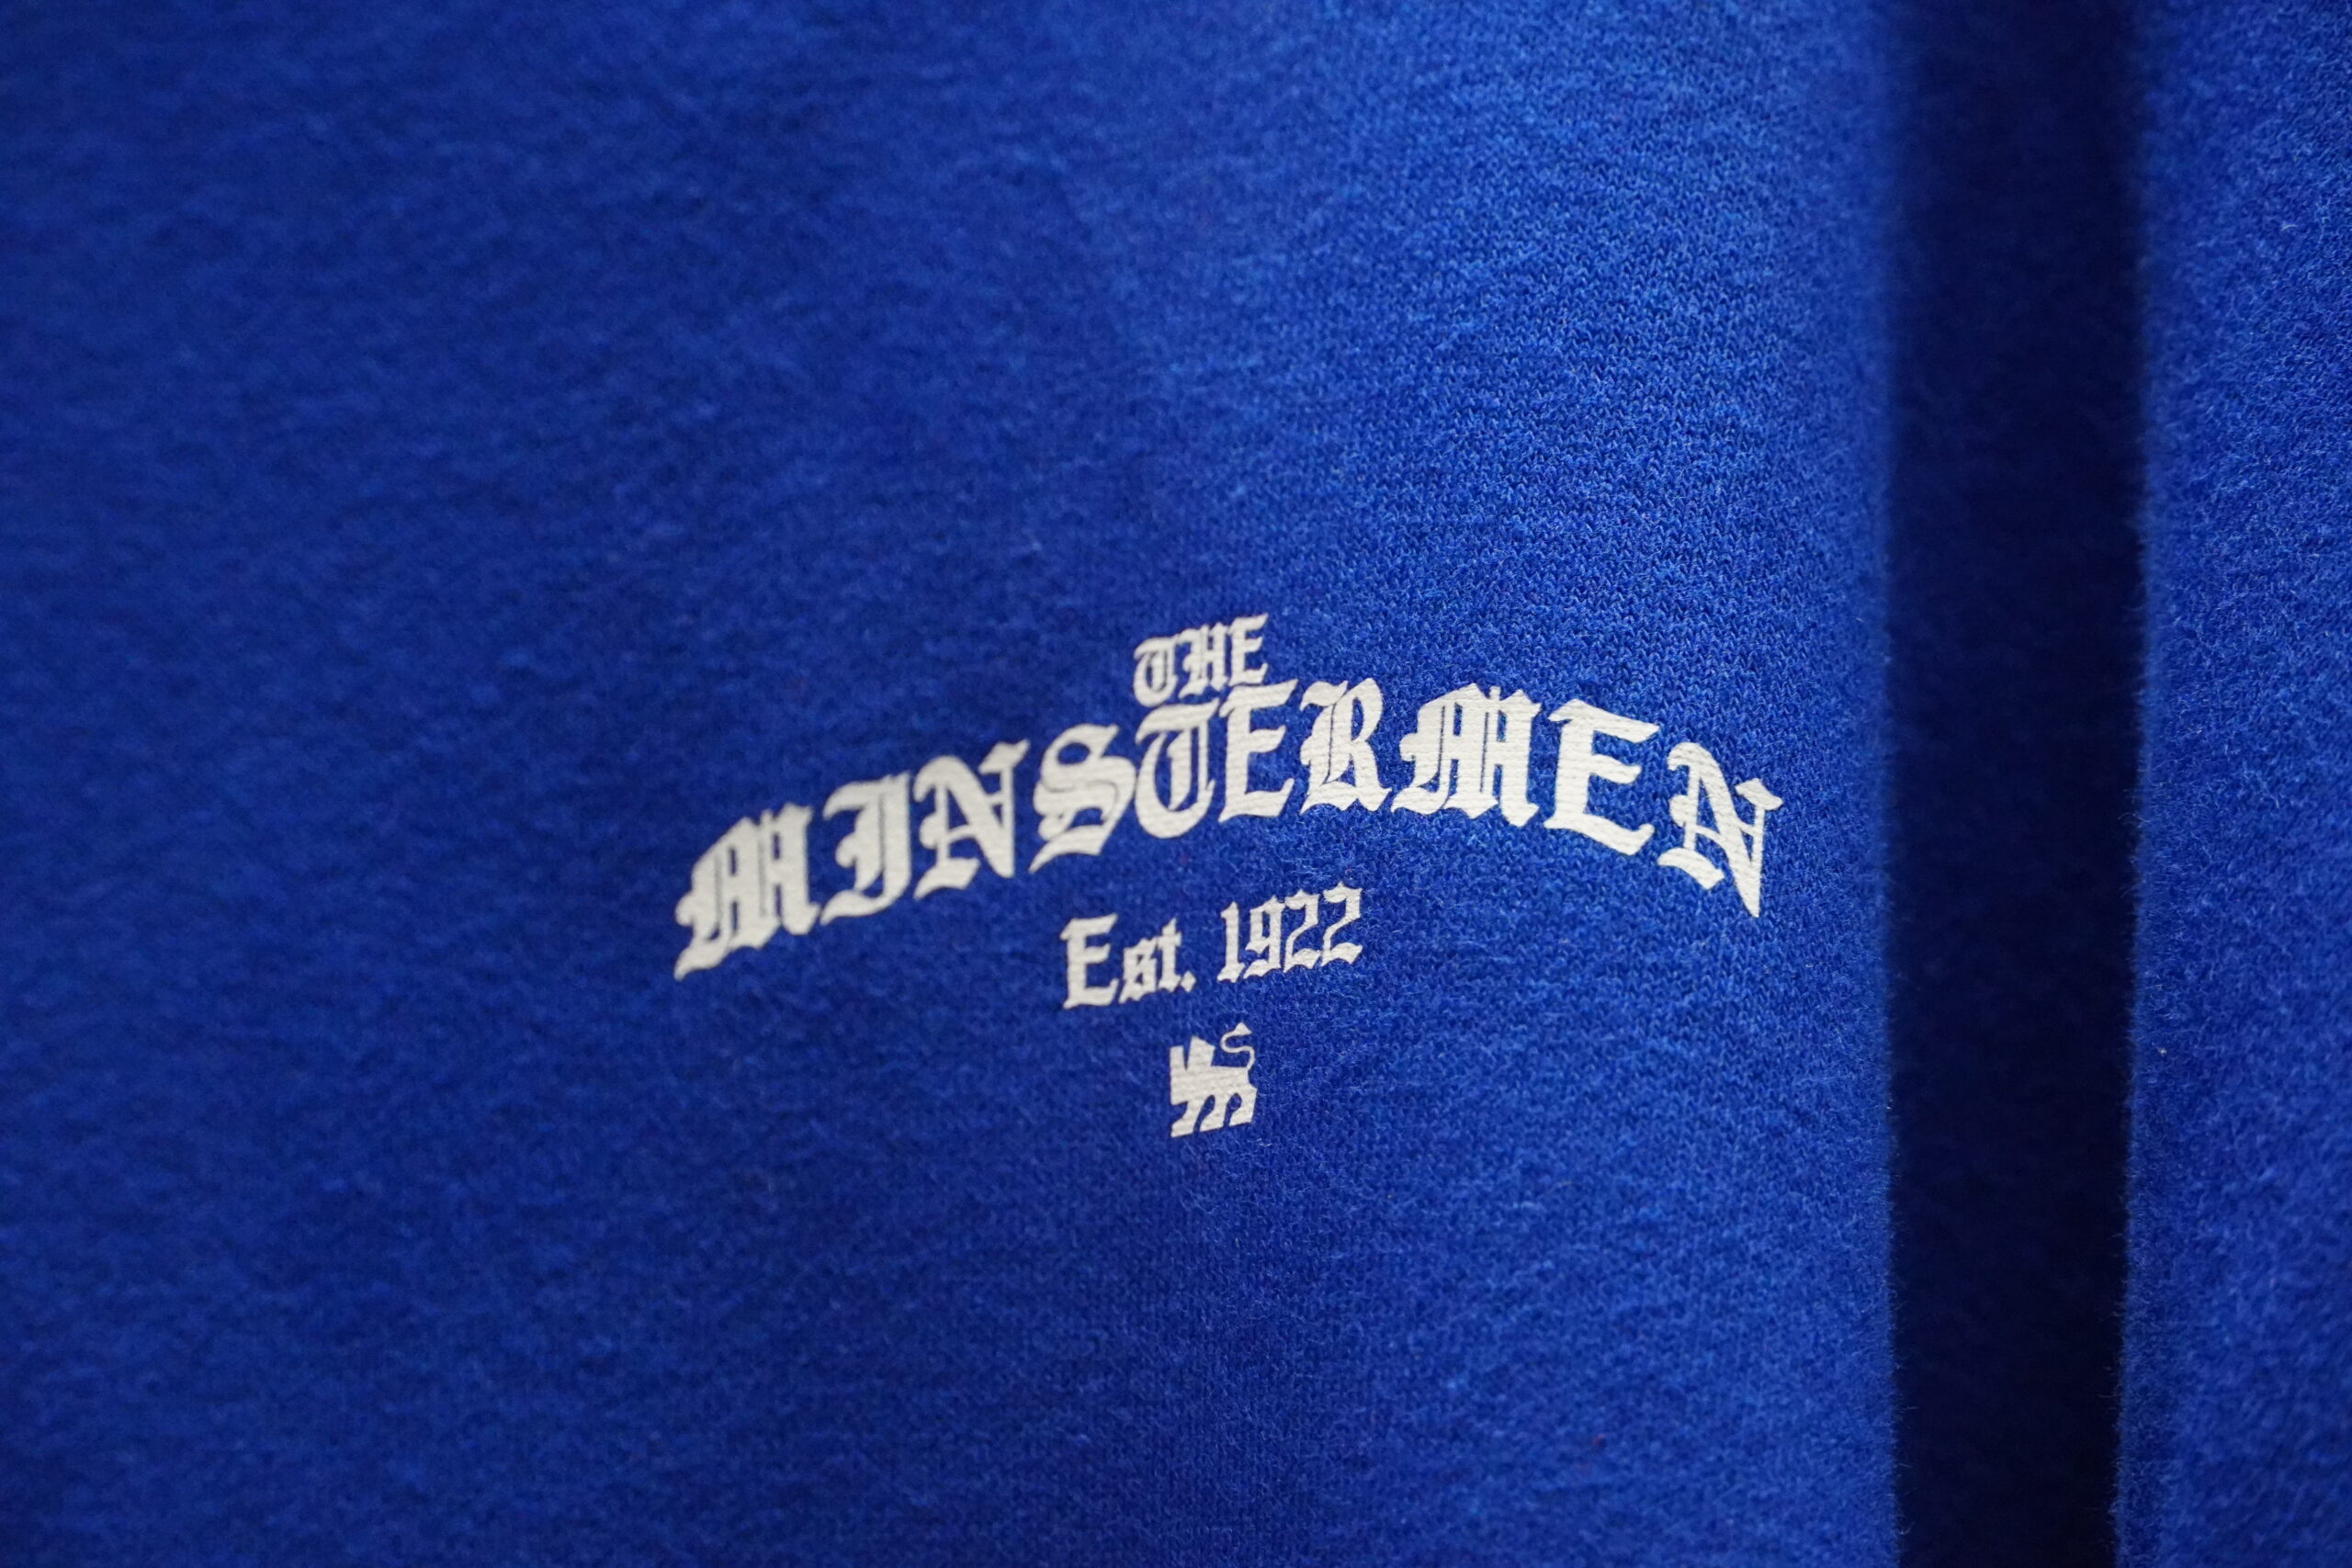 THE
MINSTERMEN
Est. 1922